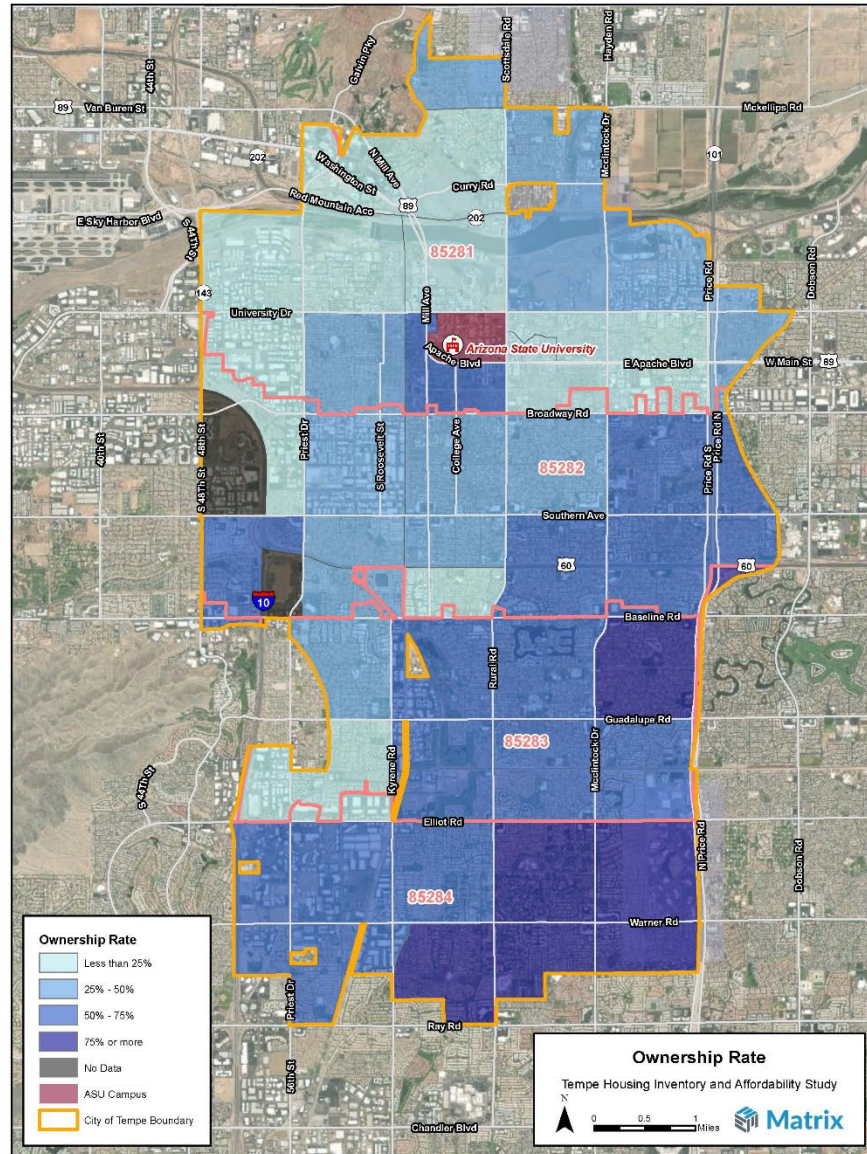 44th St
Galvin Pky
Scottsdale Rd
Hayden Rd
89
Van Buren St
Mckellips Rd
202
Washington St
N Mill Ave
Mcclintock Dr
101
Curry Rd
Red Mountain Acc
89
202
E Sky Harbor Blvd
S 44Th St
85281
Price Rd
Dobson Rd
143
University Dr
Mill Ave
Arizona State University
Apache Blvd
E Apache Blvd
W Main St
89
Broadway Rd
40th St
48th St
S 48Th St
Priest Dr
S Roosevelt St
College Ave
85282
Price Rd S
Price Rd N
Southern Ave
60
60
10
Baseline Rd
Rural Rd
Guadalupe Rd
Kyrene Rd
85283
Mcclintock Dr
S 44Th St
Elliot Rd
N Price Rd
Dobson Rd
85284
Warner Rd
Priest Dr
Ray Rd
56th St
Chandler Blvd
Ownership Rate
Less than 25%
25% - 50%
50% - 75%
75% or more
No Data
ASU Campus
City of Tempe Boundary
Ownership Rate
Tempe Housing Inventory and Affordability Study
N
0 0.5 1
Miles
Matrix